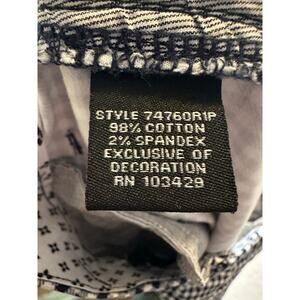 STYLE 74760R1P
98% COTTON
2% SPANDEX
EXCLUSIVE OF
DECORATION
RN 103429